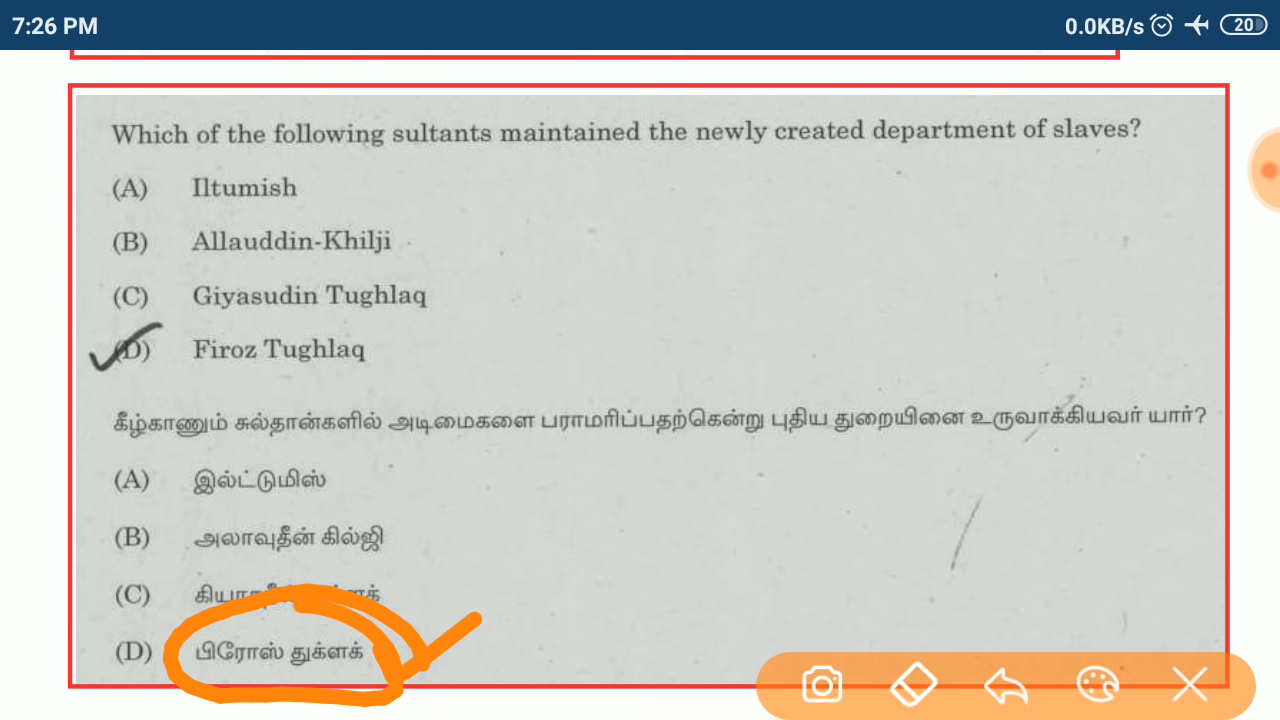 7:26 PM
0.0KB/s
20
Which of the following sultants maintained the newly created department of slaves?
(A) Iltumish
(B) Allauddin-Khilji
(C) Giyasudin Tughlaq
(D) Firoz Tughlaq
கீழ்காணும் சுல்தான்களில் அடிமைகளை பராமரிப்பதற்கென்று புதிய துறையினை உருவாக்கியவர் யார்?
(A) இல்ட்டுமிஸ்
(B) அலாவுதீன் கில்ஜி
(C)
(D) பிரோஸ் துக்ளக்